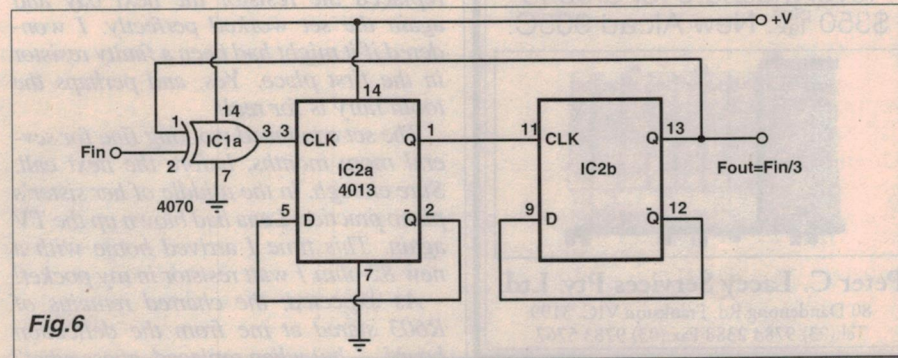 +V
14
14
1
3
3
CLK
Q
1
11
CLK
Q
13
Fin
IC1a
2
7
IC2a
4013
IC2b
Fout=Fin/3
4070
5
D
Q
2
9
D
Q
12
7
Fig.6